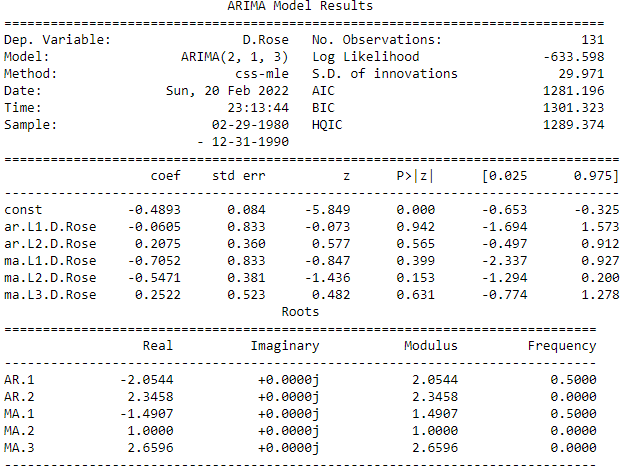 ARIMA Model Results
==============================================================================
Dep. Variable:                 D.Rose   No. Observations:                  131
Model:                 ARIMA(2, 1, 3)   Log Likelihood                -633.598
Method:                       css-mle   S.D. of innovations             29.971
Date:                Sun, 20 Feb 2022   AIC                           1281.196
Time:                        23:13:44   BIC                           1301.323
Sample:                    02-29-1980   HQIC                          1289.374
- 12-31-1990
================================================================================
coef    std err          z      P>|z|      [0.025      0.975]
--------------------------------------------------------------------------------
const           -0.4893      0.084     -5.849      0.000      -0.653      -0.325
ar.L1.D.Rose    -0.0605      0.833     -0.073      0.942      -1.694       1.573
ar.L2.D.Rose     0.2075      0.360      0.577      0.565      -0.497       0.912
ma.L1.D.Rose    -0.7052      0.833     -0.847      0.399      -2.337       0.927
ma.L2.D.Rose    -0.5471      0.381     -1.436      0.153      -1.294       0.200
ma.L3.D.Rose     0.2522      0.523      0.482      0.631      -0.774       1.278
Roots
=============================================================================
Real          Imaginary           Modulus         Frequency
-----------------------------------------------------------------------------
AR.1           -2.0544           +0.0000j            2.0544            0.5000
AR.2            2.3458           +0.0000j            2.3458            0.0000
MA.1           -1.4907           +0.0000j            1.4907            0.5000
MA.2            1.0000           +0.0000j            1.0000            0.0000
MA.3            2.6596           +0.0000j            2.6596            0.0000
-----------------------------------------------------------------------------